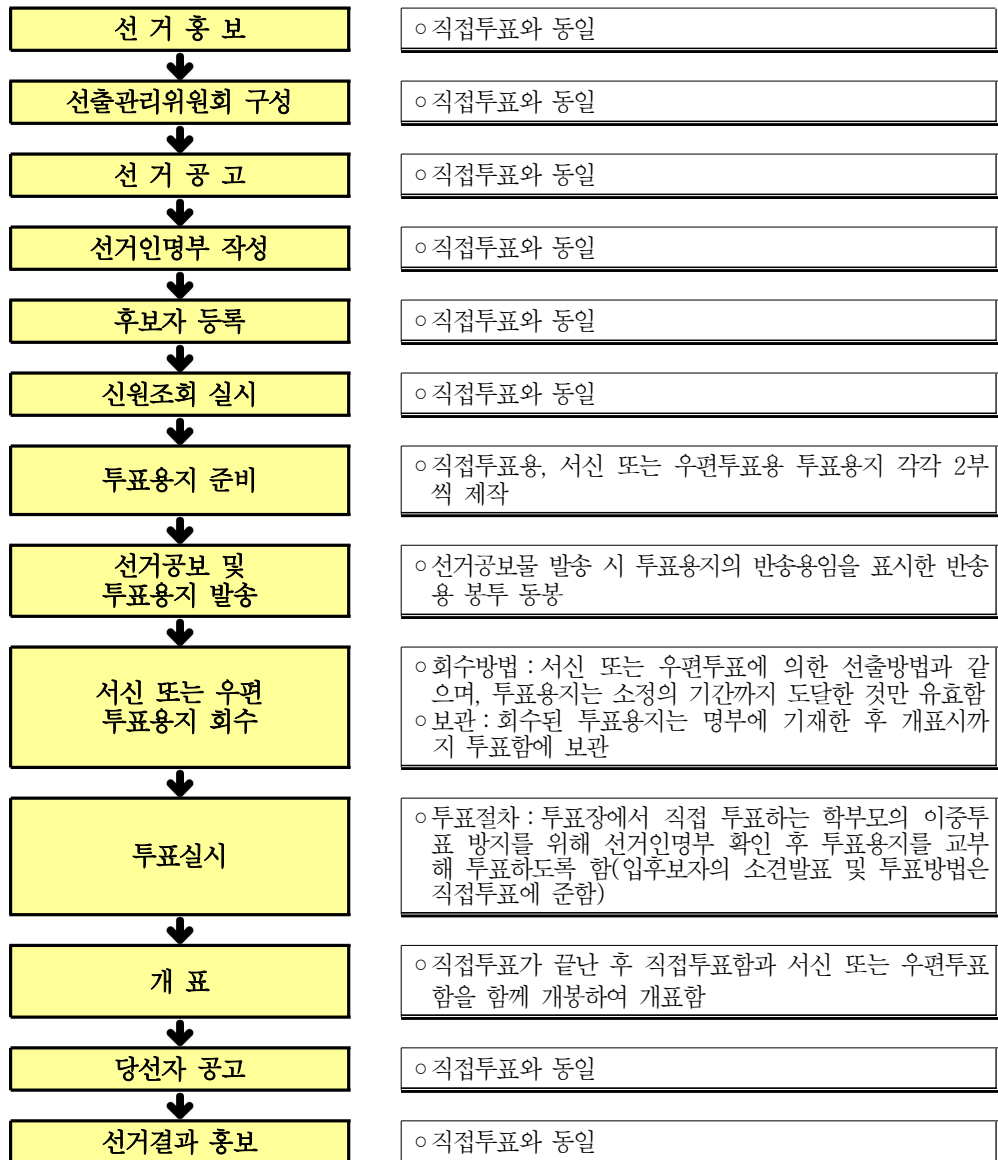 선 거 홍 보
○직접투표와 동일
선출관리위원회 구성
○직접투표와 동일
선 거 공 고
○직접투표와 동일
선거인명부 작성
○직접투표와 동일
후보자 등록
○직접투표와 동일
신원조회 실시
○직접투표와 동일
투표용지 준비
○직접투표용, 서신 또는 우편투표용 투표용지 각각 2부
씩 제작
선거공보 및
투표용지 발송
○선거공보물 발송 시 투표용지의 반송용임을 표시한 반송
용 봉투 동봉
서신 또는 우편
투표용지 회수
○회수방법 : 서신 또는 우편투표에 의한 선출방법과 같
으며, 투표용지는 소정의 기간까지 도달한 것만 유효함
○보관 : 회수된 투표용지는 명부에 기재한 후 개표시까
지 투표함에 보관
투표실시
○투표절차 : 투표장에서 직접 투표하는 학부모의 이중투
표 방지를 위해 선거인명부 확인 후 투표용지를 교부
해 투표하도록 함(입후보자의 소견발표 및 투표방법은
직접투표에 준함)
개 표
○직접투표가 끝난 후 직접투표함과 서신 또는 우편투표
함을 함께 개봉하여 개표함
당선자 공고
○직접투표와 동일
선거결과 홍보
○직접투표와 동일